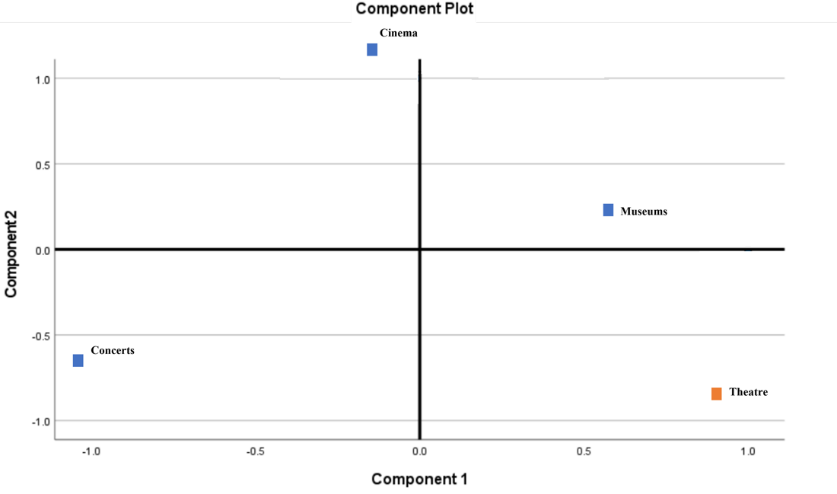 Component Plot
Cinema
1.0
0.5
Museums
0.0
Component 2
-0.5
Concerts
Theatre
-1.0
-1.0 -0.5 0.0 0.5 1.0
Component 1